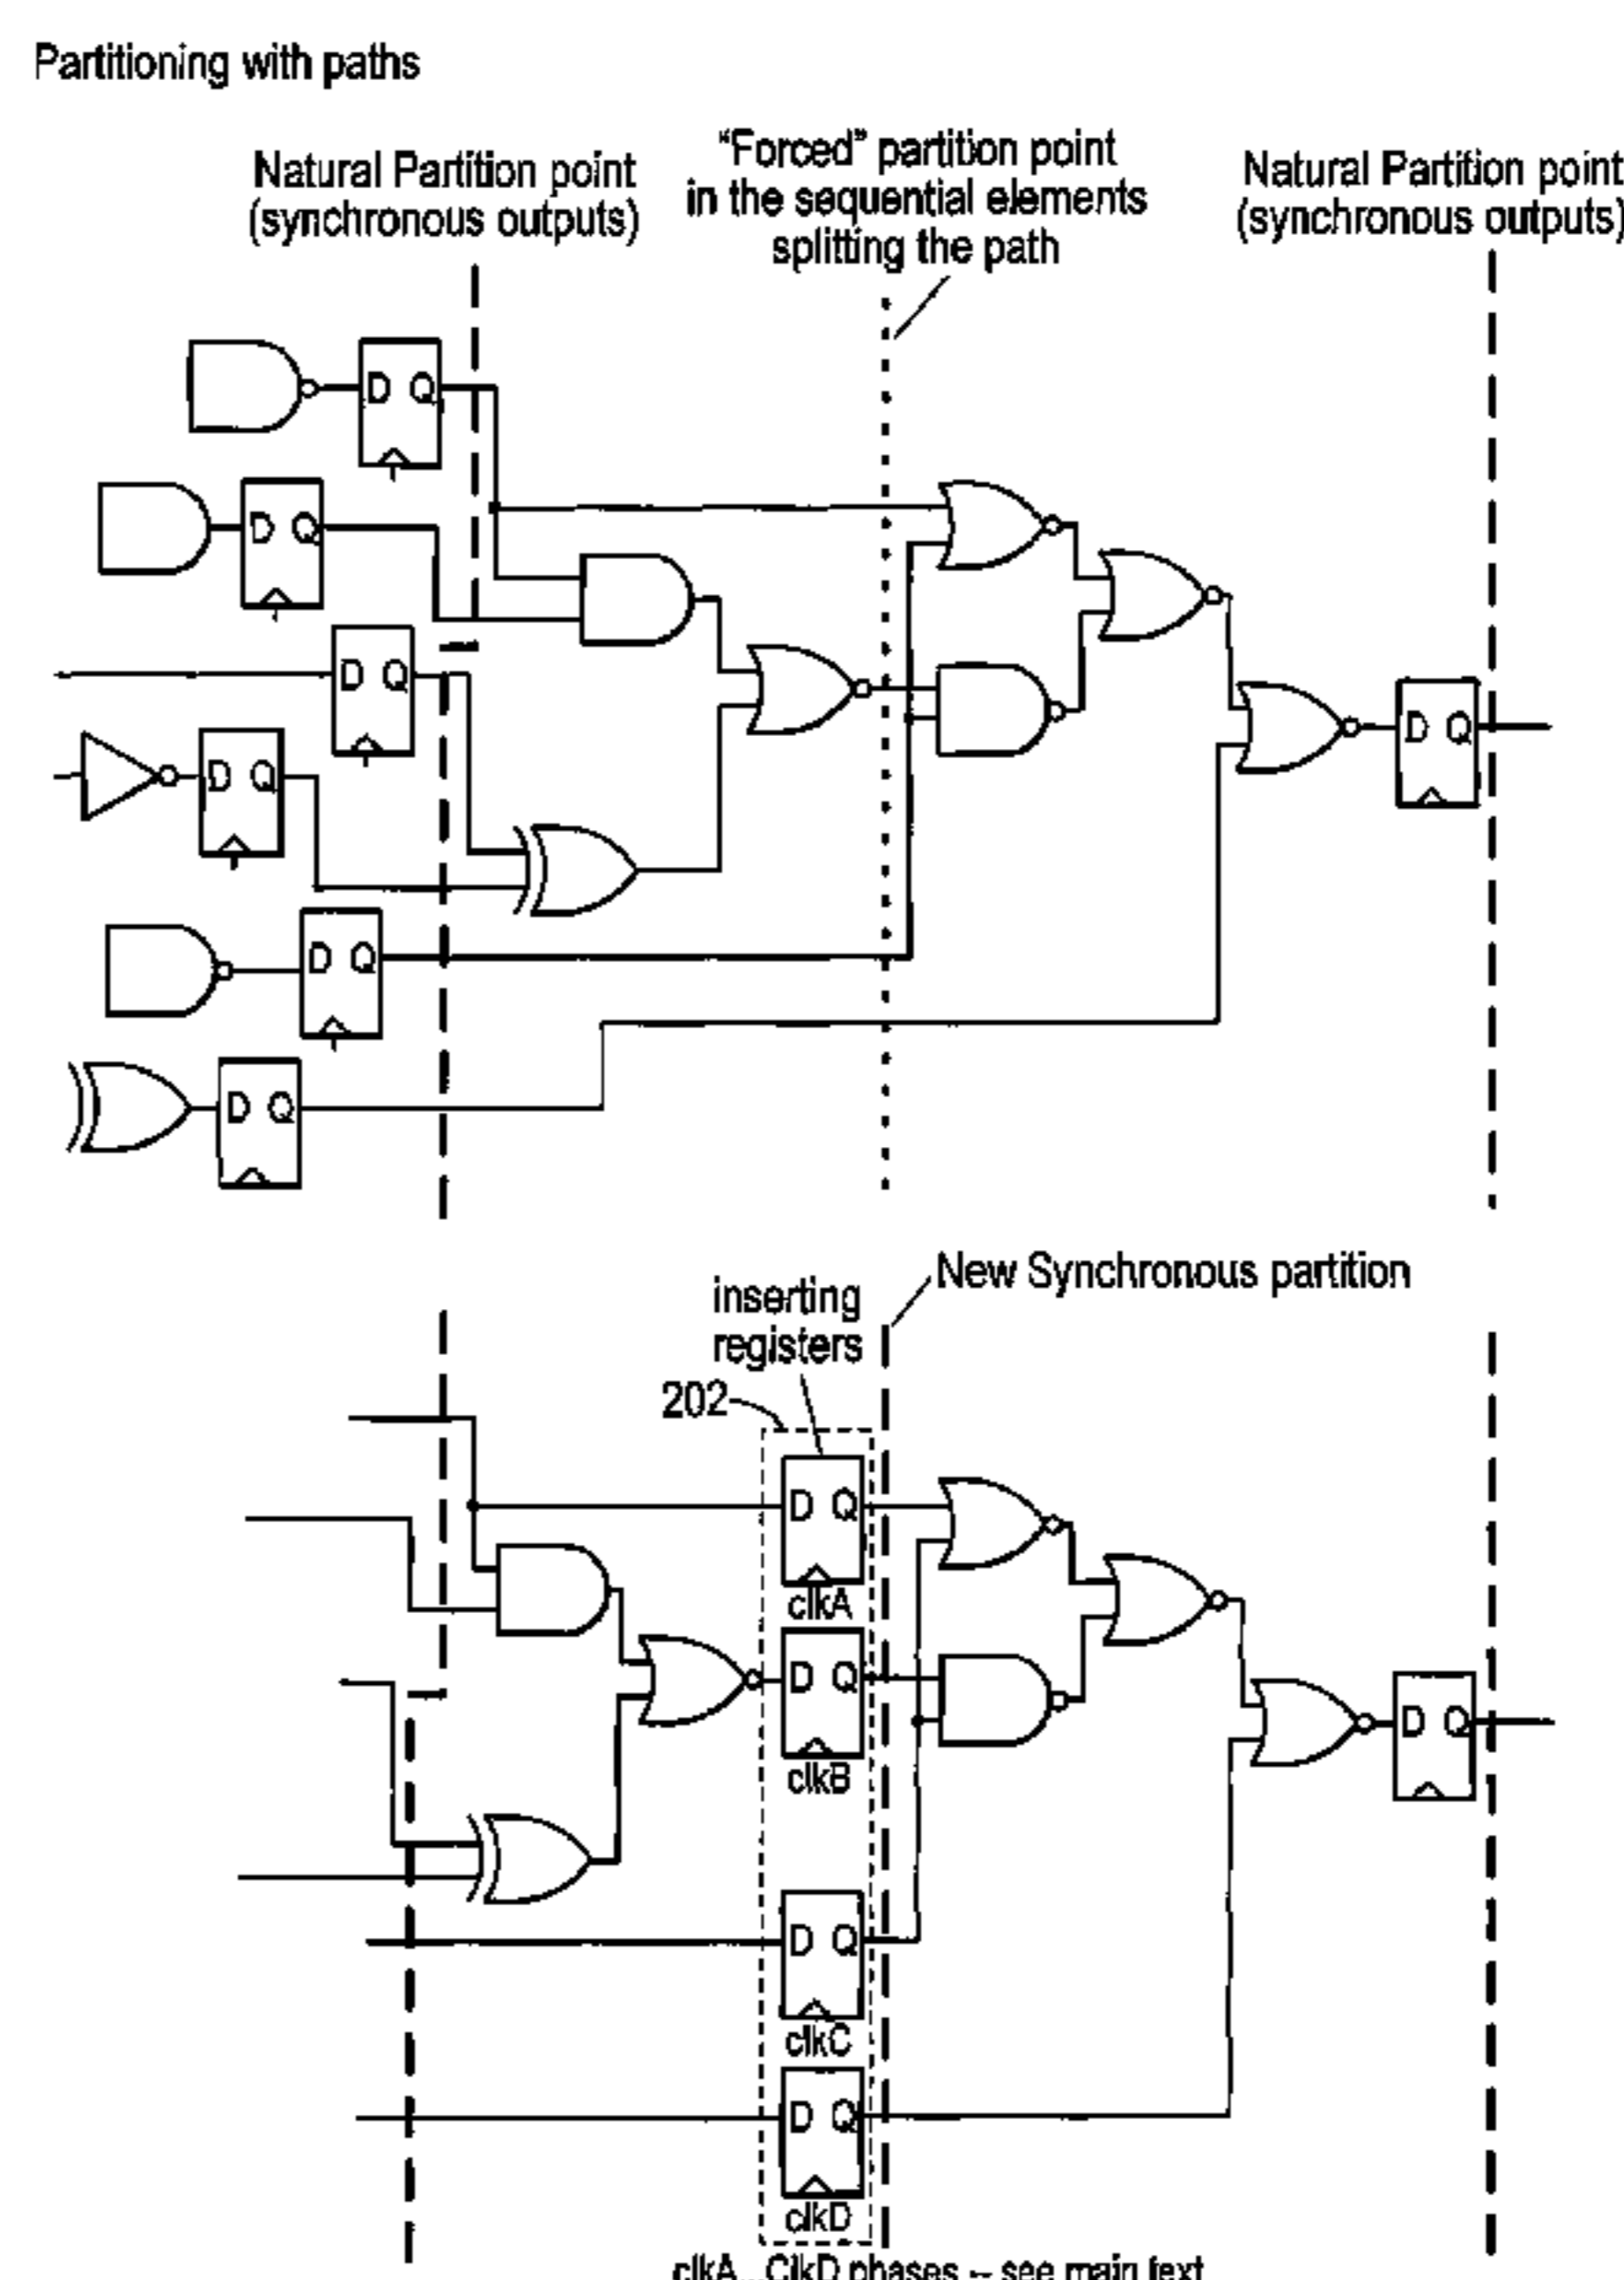 Partitioning with paths
Natural Partition point
(synchronous outputs)
"Forced" partition point
in the sequential elements
splitting the path
Natural Partition point
(synchronous outputs)
D Q
D Q
D Q
D Q
D Q
D Q
D Q
New Synchronous partition
inserting
registers
202
D Q
clkA
D Q
clkB
D Q
D Q
clkC
D Q
clkD
clkA...ClkD phases -- see main text